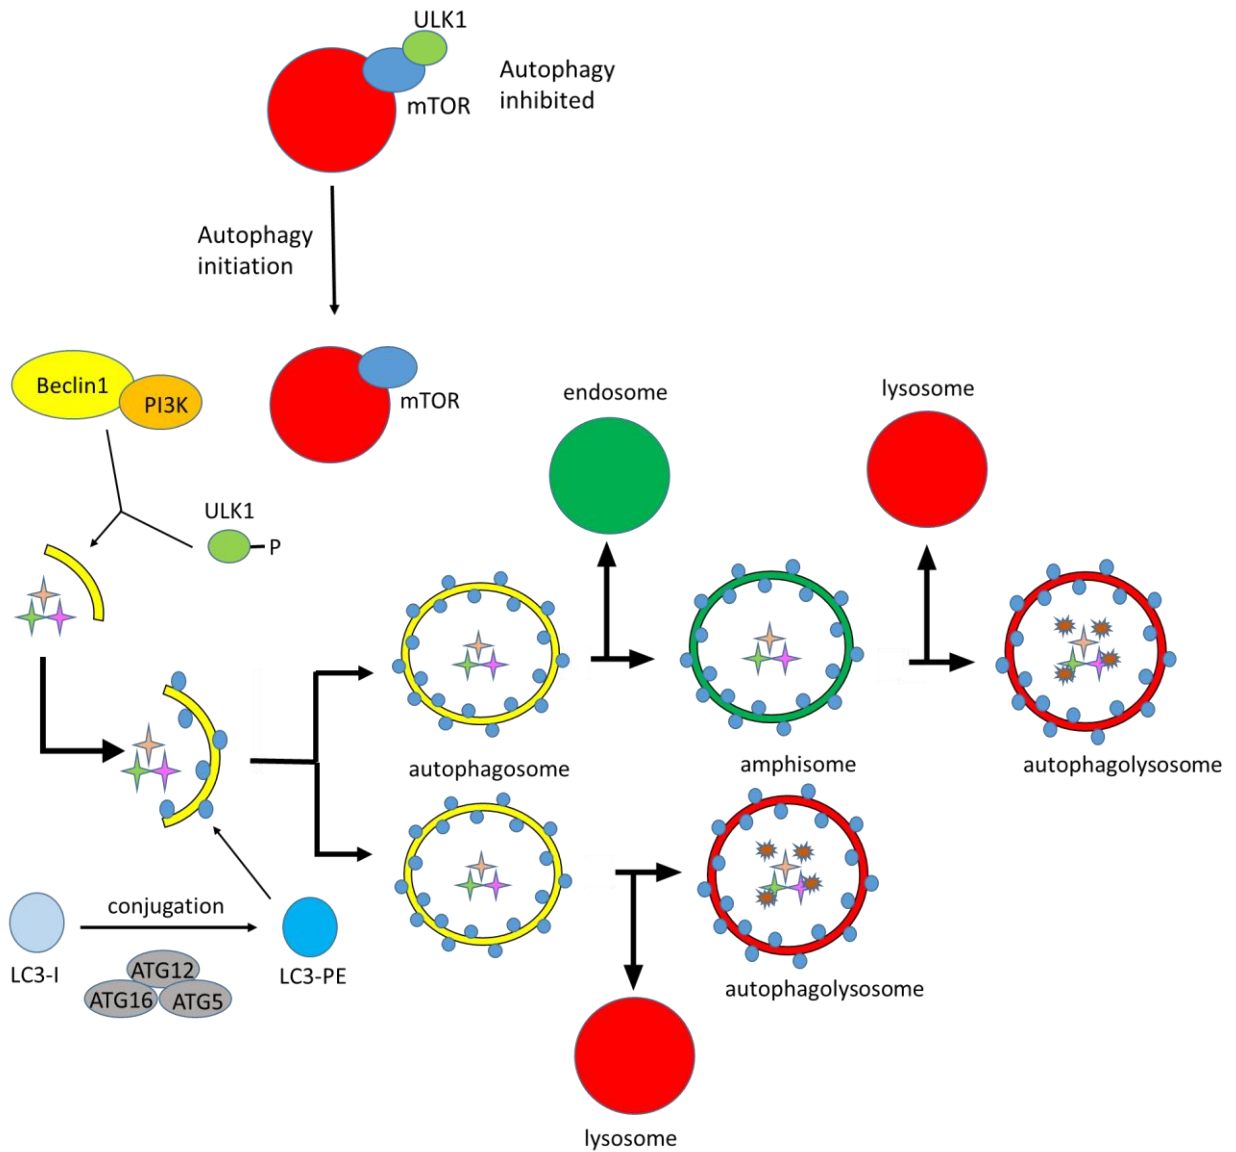 ULK1
Autophagy
inhibited
mTOR
Autophagy
initiation
Beclin1
PI3K
mTOR
endosome
lysosome
ULK1
P
autophagosome
amphisome
autophagolysosome
conjugation
LC3-I
LC3-PE
ATG12
ATG16
ATG5
autophagolysosome
lysosome